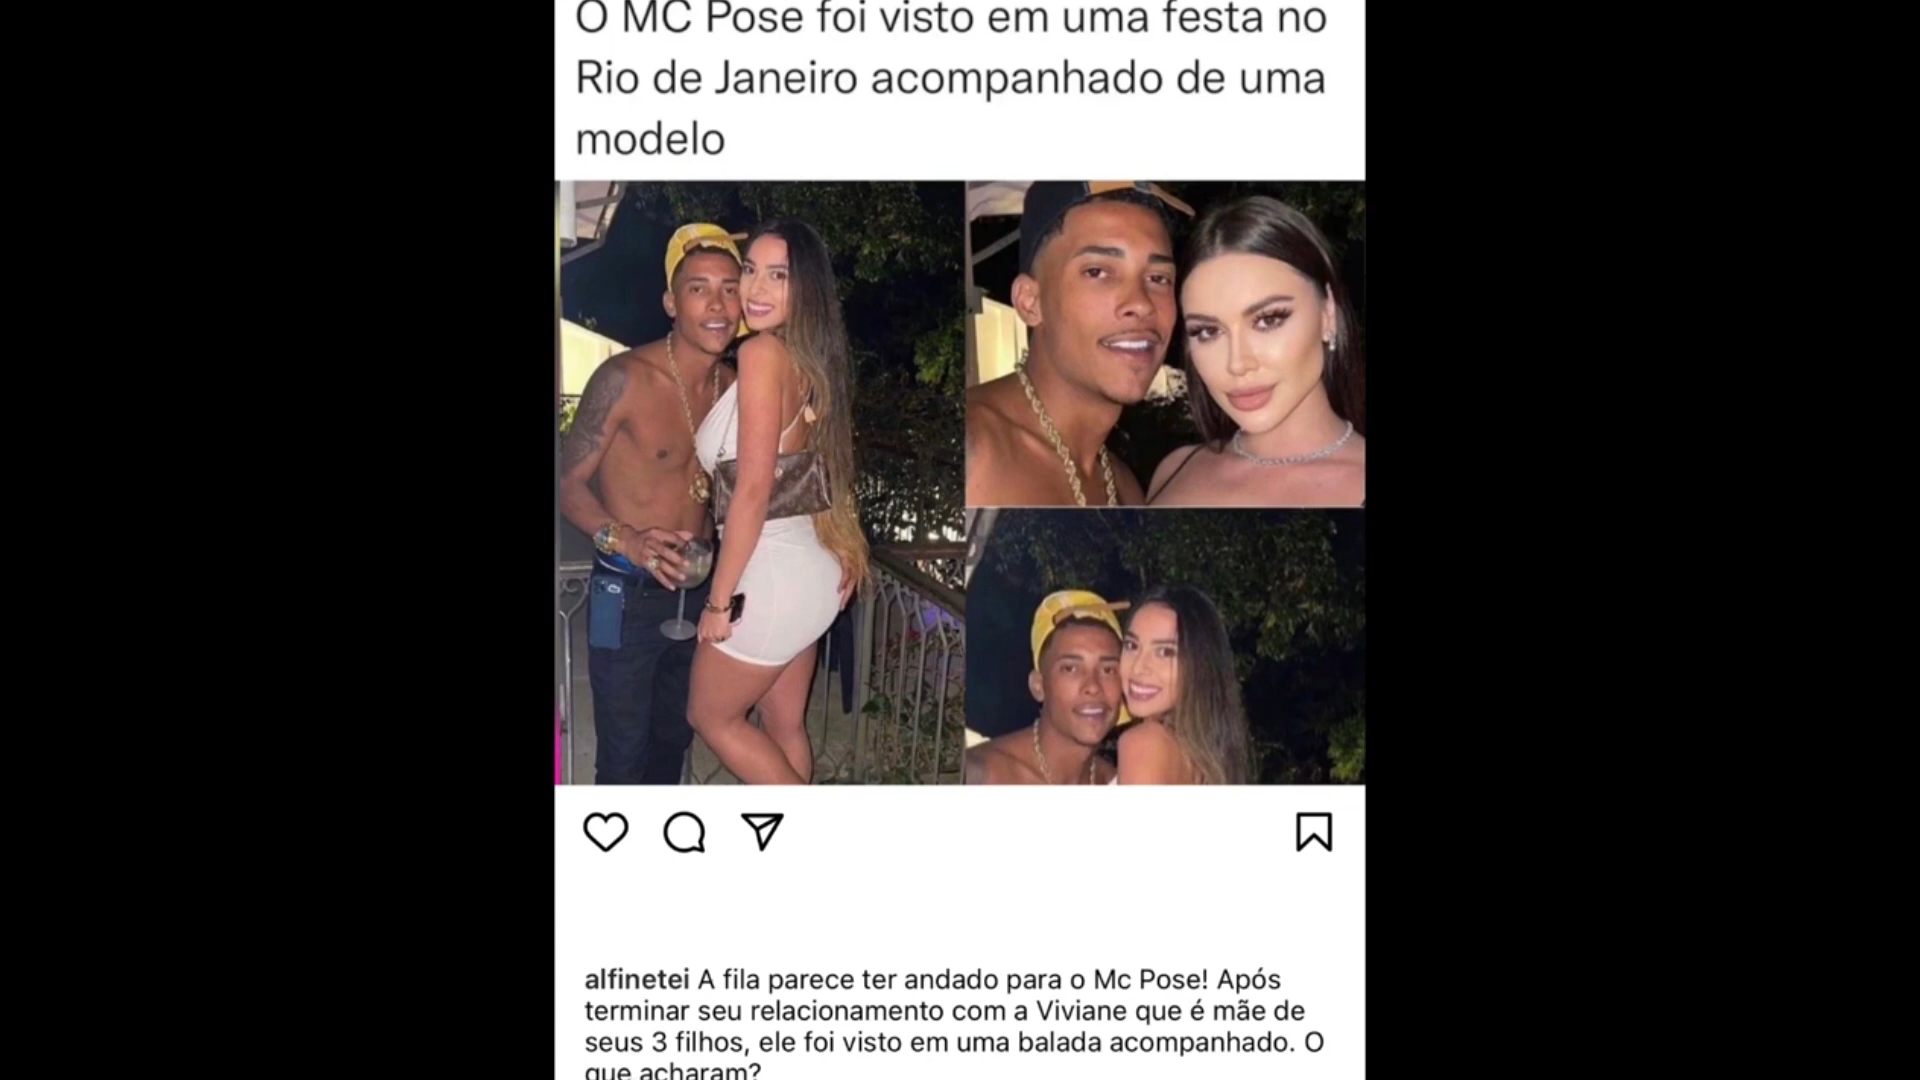 O MC Pose foi visto em uma festa no
Rio de Janeiro acompanhado de uma
modelo
alfinetei A fila parece ter andado para o Mc Pose! Após
terminar seu relacionamento com a Viviane que é mãe de
seus 3 filhos, ele foi visto em uma balada acompanhado. O
que acharam?